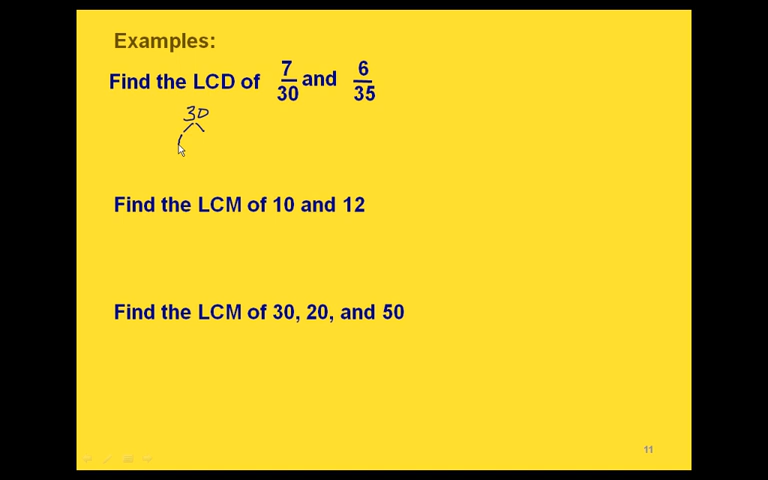 Examples:
Find the LCD of 7/30 and 6/35
30
Find the LCM of 10 and 12
Find the LCM of 30, 20, and 50
11